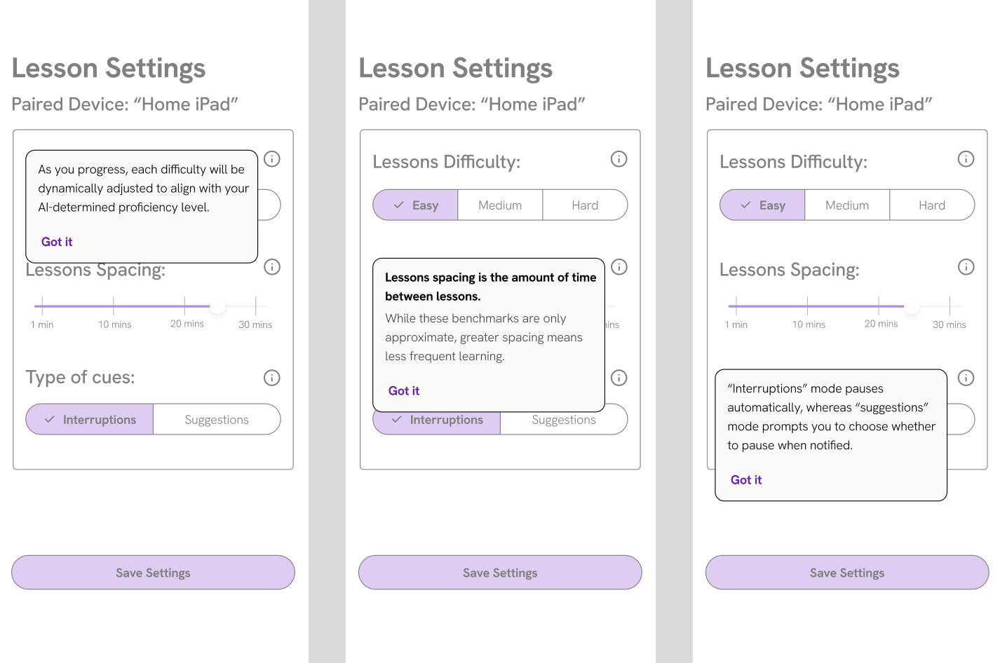 Lesson Settings
Paired Device: “Home iPad”
As you progress, each difficulty will be
dynamically adjusted to align with your
AI-determined proficiency level.
Got it
Lessons Spacing:
1 min 10 mins 20 mins 30 mins
Type of cues:
Interruptions Suggestions
Save Settings
Lesson Settings
Paired Device: “Home iPad”
Lessons Difficulty:
Easy Medium Hard
Lessons spacing is the amount of time
between lessons.
While these benchmarks are only
approximate, greater spacing means
less frequent learning.
Got it
Interruptions Suggestions
Save Settings
Lesson Settings
Paired Device: “Home iPad”
Lessons Difficulty:
Easy Medium Hard
Lessons Spacing:
1 min 10 mins 20 mins 30 mins
“Interruptions” mode pauses
automatically, whereas “suggestions”
mode prompts you to choose whether
to pause when notified.
Got it
Save Settings